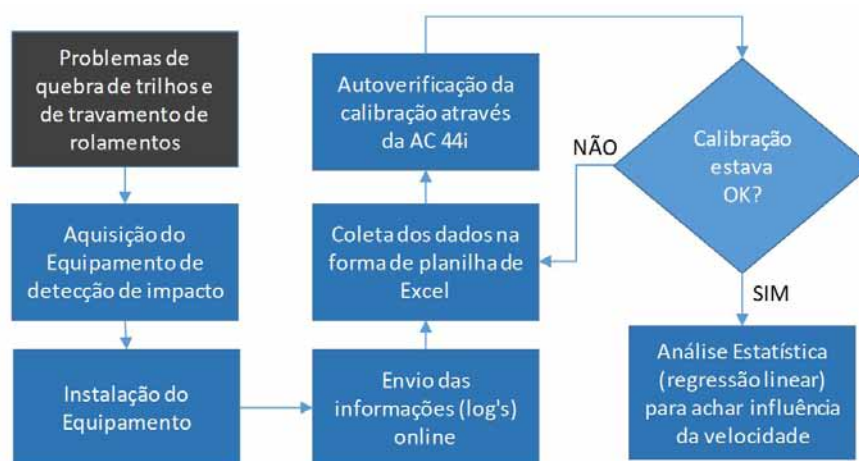 Problemas de
quebra de trilhos e
de travamento de
rolamentos
Aquisição do
Equipamento de
detecção de impacto
Instalação do
Equipamento
Envio das
informações (log's)
online
Coleta dos dados na
forma de planilha de
Excel
Autoverificação da
calibração através
da AC 44i
Calibração
estava
OK?
NÃO
SIM
Análise Estatística
(regressão linear)
para achar influência
da velocidade